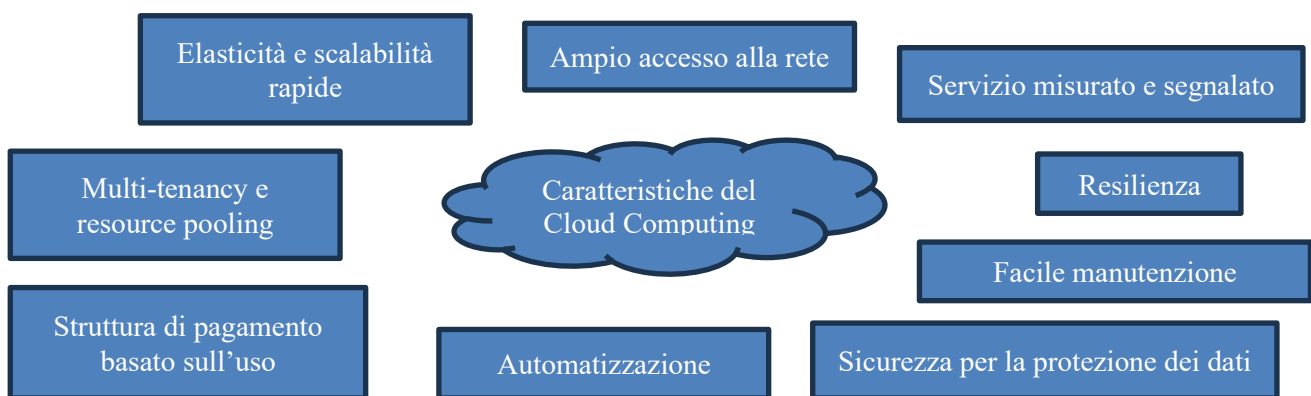 Elasticità e scalabilità
rapide
Ampio accesso alla rete
Servizio misurato e segnalato
Multi-tenancy e
resource pooling
Caratteristiche del
Cloud Computing
Resilienza
Facile manutenzione
Struttura di pagamento
basato sull’uso
Automatizzazione
Sicurezza per la protezione dei dati